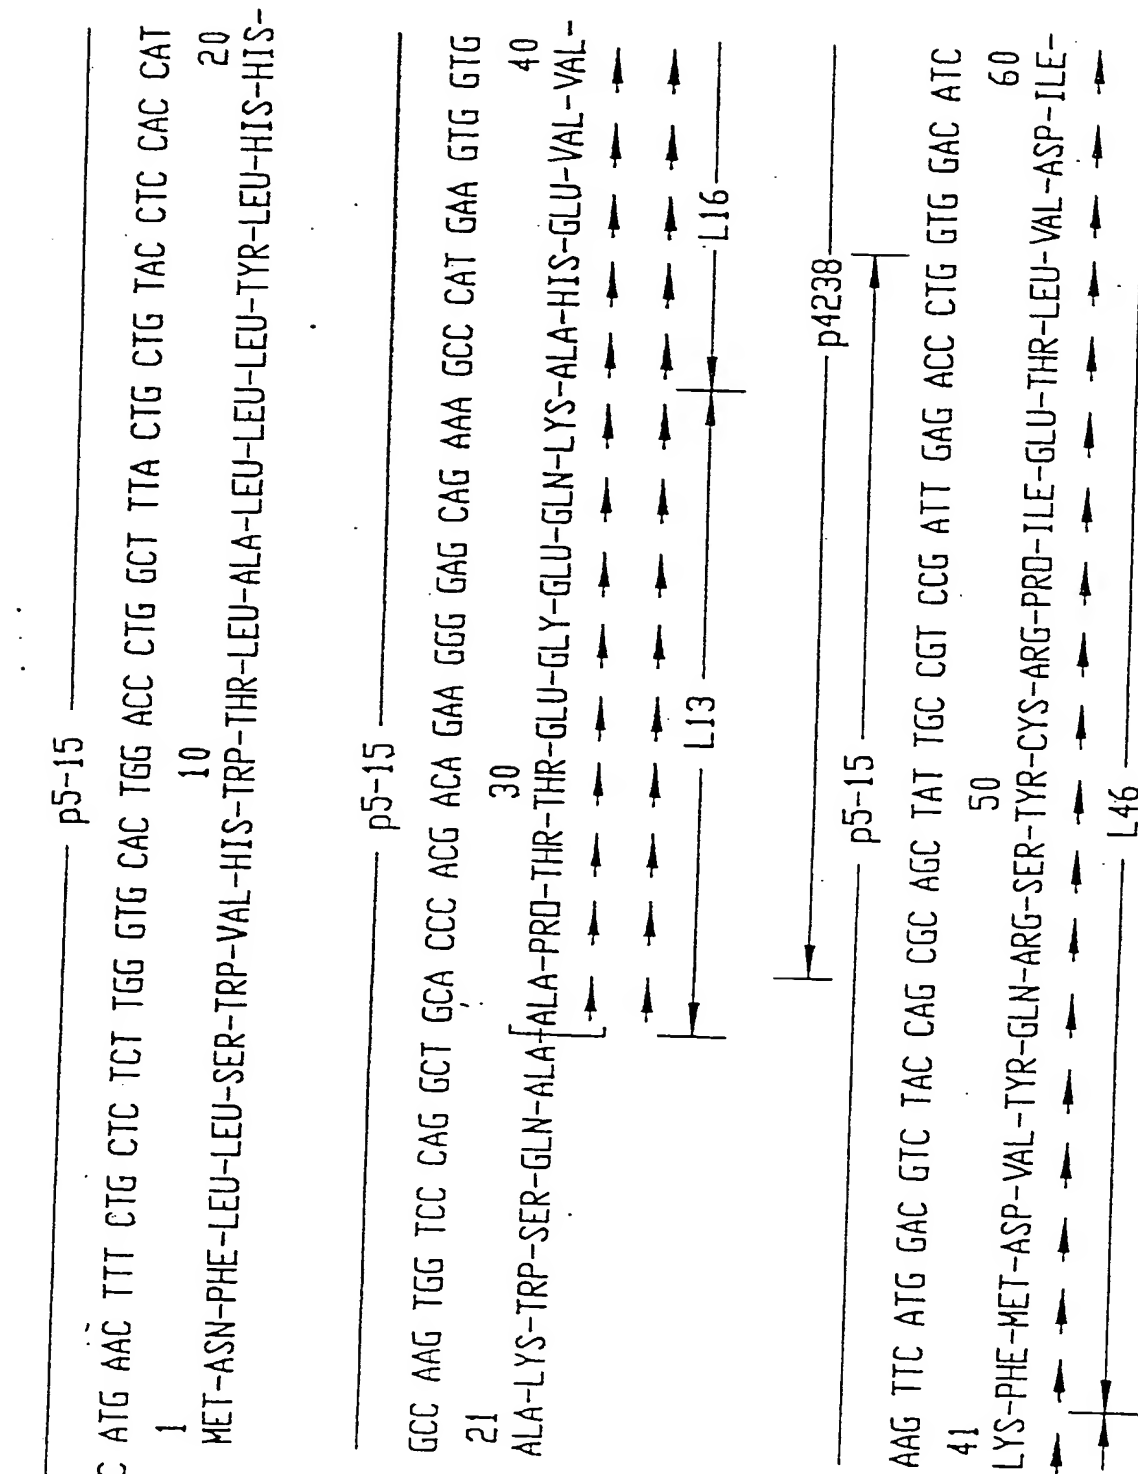 p5-15
C ATG AAC TTT CTG CTC TCT TGG GTG CAC TGG ACC CTG GCT TTA CTG CTG TAC CTC CAC CAT
1 10 20
MET-ASN-PHE-LEU-LEU-SER-TRP-VAL-HIS-TRP-THR-LEU-ALA-LEU-LEU-LEU-TYR-LEU-HIS-HIS-
p5-15
GCC AAG TGG TCC CAG GCT GCA CCC ACG ACA GAA GGG GAG CAG AAA GCC CAT GAA GTG GTG
21 30 40
ALA-LYS-TRP-SER-GLN-ALA-ALA-PRO-THR-THR-GLU-GLY-GLU-GLN-LYS-ALA-HIS-GLU-VAL-VAL-
L13 L16
p4238
p5-15
AAG TTC ATG GAC GTC TAC CAG CGC AGC TAT TGC CGT CCG ATT GAG ACC CTG GTG GAC ATC
41 50 60
LYS-PHE-MET-ASP-VAL-TYR-GLN-ARG-SER-TYR-CYS-ARG-PRO-ILE-GLU-THR-LEU-VAL-ASP-ILE-
L46